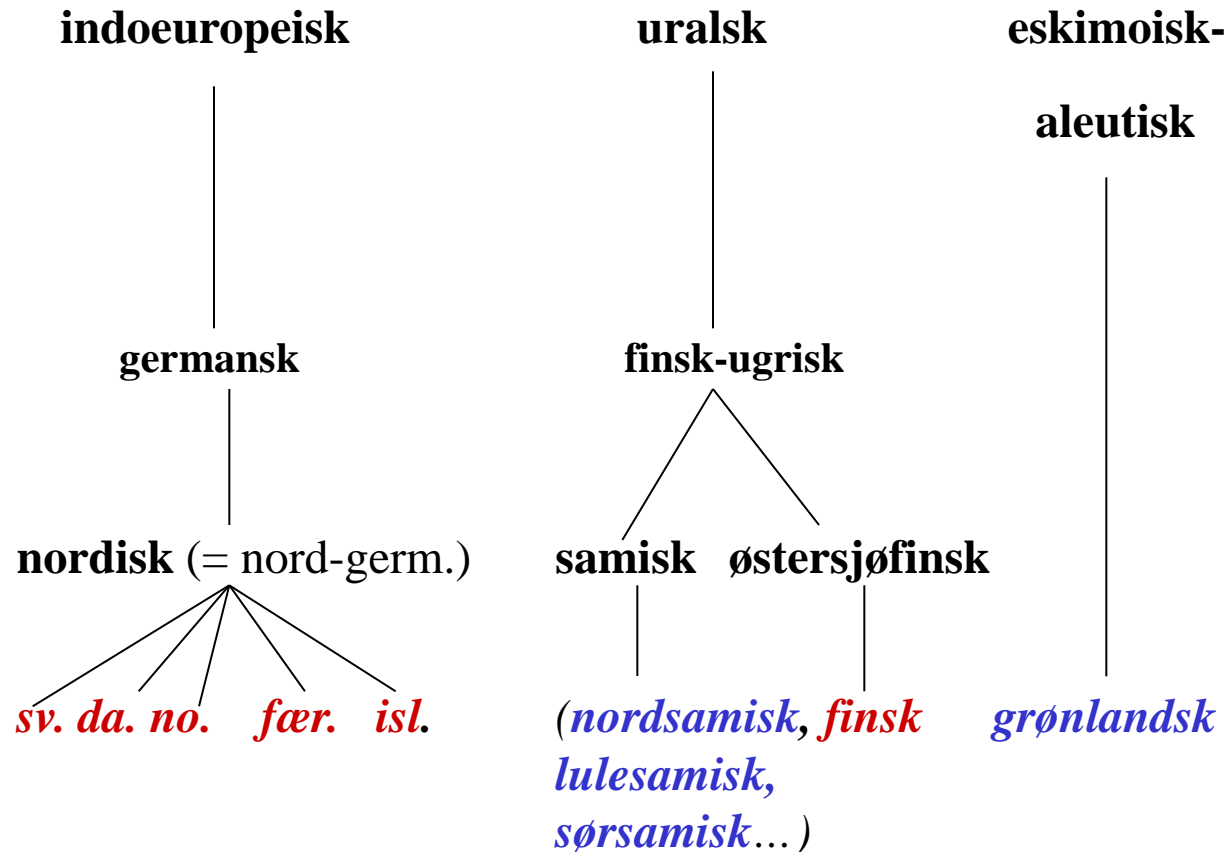 indoeuropeisk uralsk eskimoisk-
aleutisk
germansk finsk-ugrisk
nordisk (= nord-germ.) samisk østersjøfinsk
sv. da. no. fær. isl. (nordsamisk, finsk grønlandsk
lulesamisk,
sørsamisk…)